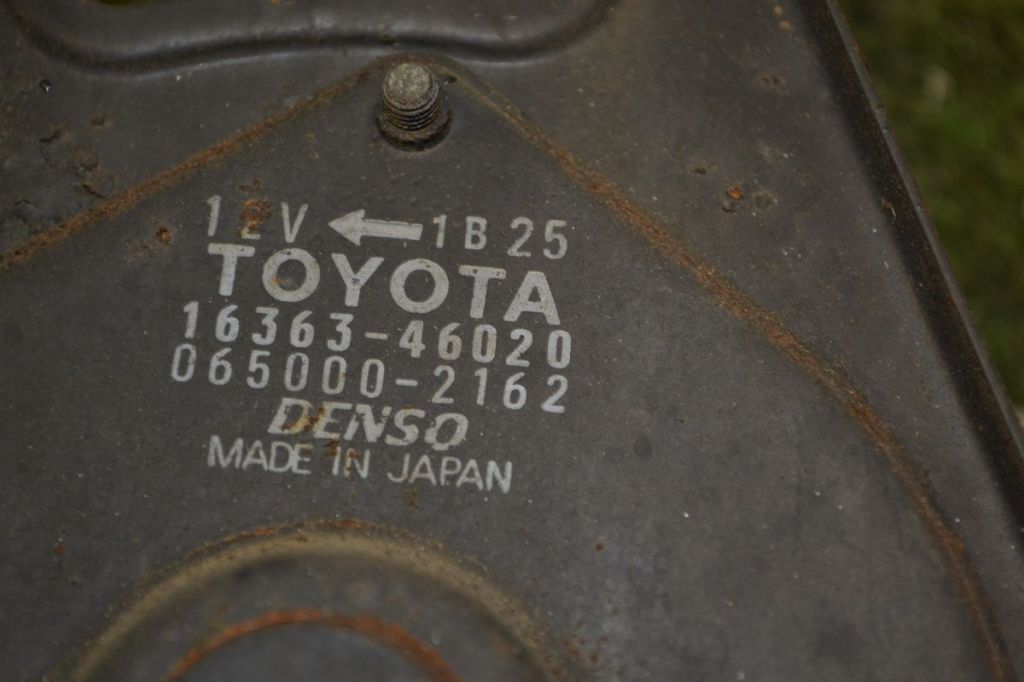 12V ← 1B 25
TOYOTA
16363-46020
065000-2162
DENSO
MADE IN JAPAN